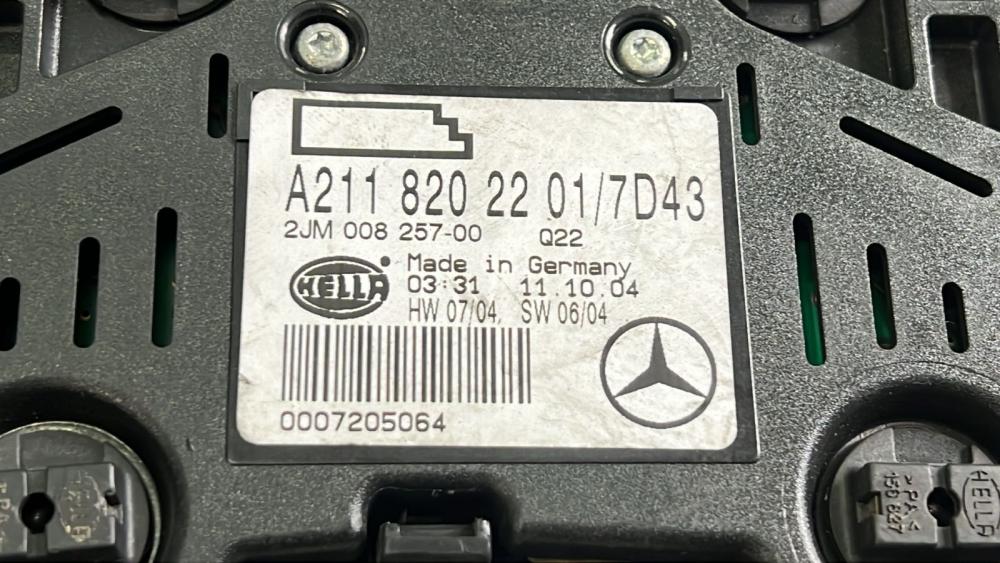 A211 820 22 01/7D43
2JM 008 257-00 Q22
HELLA
Made in Germany
03:31 11.10.04
HW 07/04, SW 06/04
0007205064
HELLA